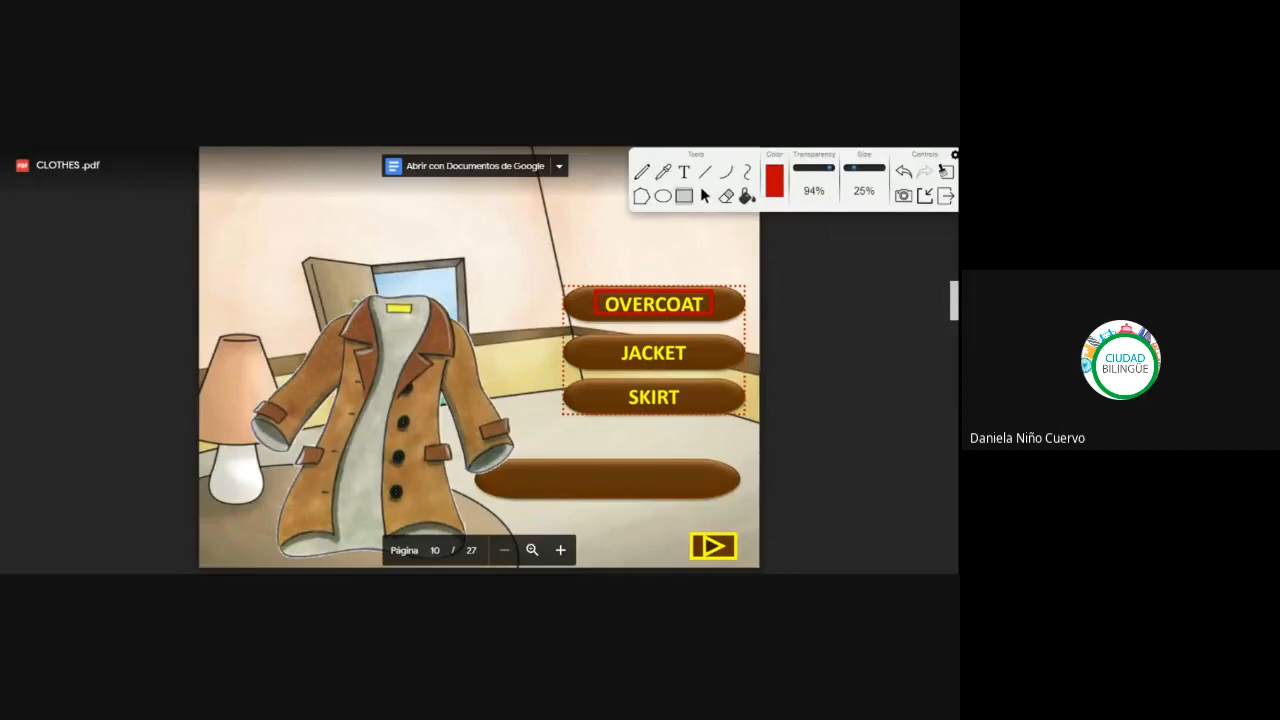 CLOTHES .pdf
Abrir con Documentos de Google
Tools
Color
Transparency
Size
Controls
94%
25%
OVERCOAT
JACKET
SKIRT
CIUDAD
BILINGÜE
Daniela Niño Cuervo
Página 10 / 27